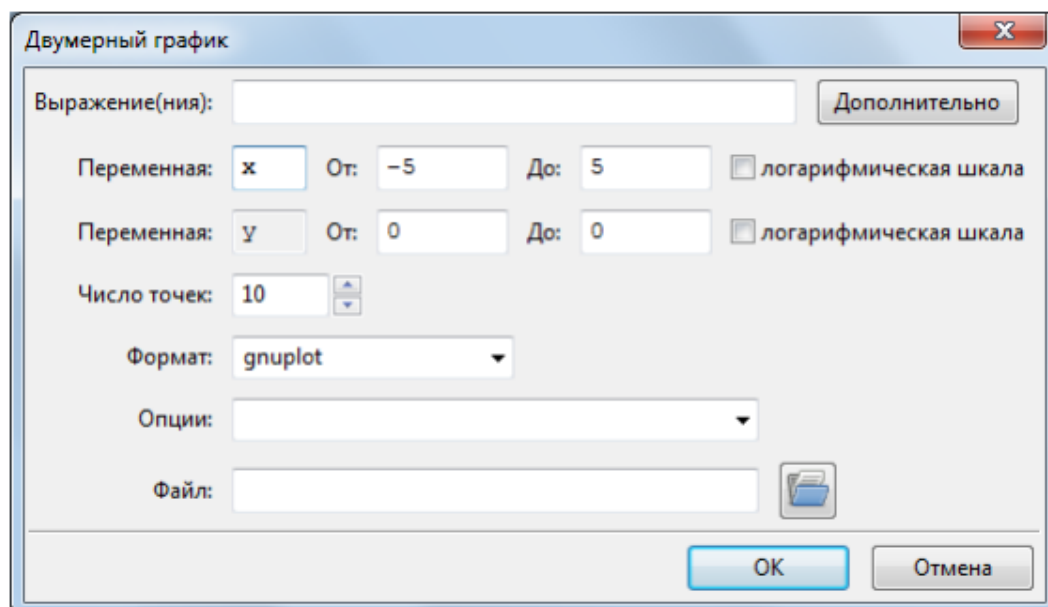 Двумерный график
Выражение(ния): Дополнительно
Переменная: x От: -5 До: 5 логарифмическая шкала
Переменная: y От: 0 До: 0 логарифмическая шкала
Число точек: 10
Формат: gnuplot
Опции:
Файл:
OK Отмена